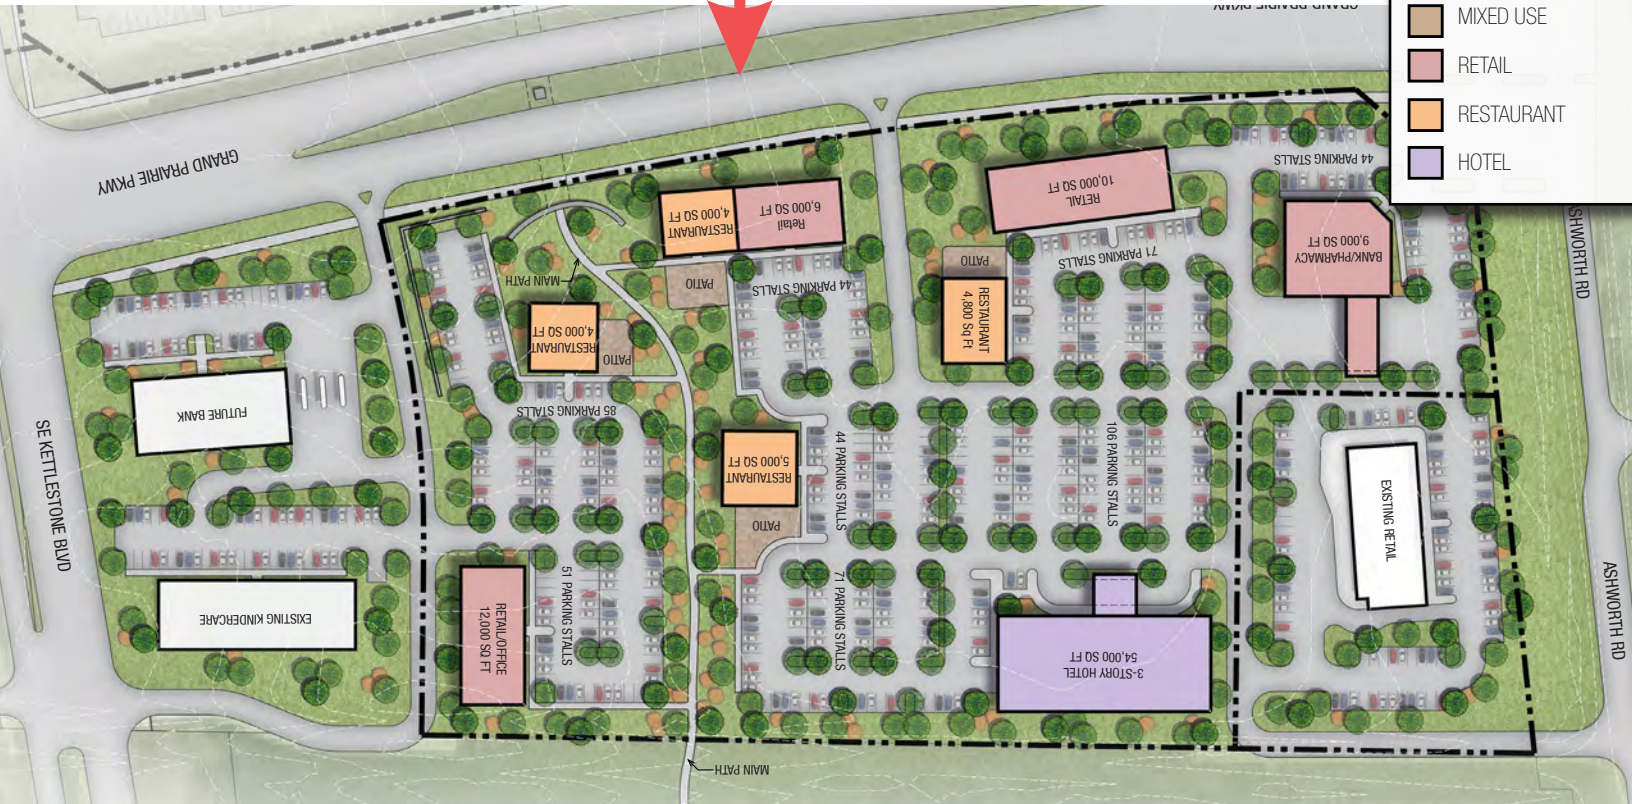 GRAND PRAIRIE PKWY
MIXED USE
RETAIL
RESTAURANT
HOTEL
GRAND PRAIRIE PKWY
44 PARKING STALLS
RETAIL
10,000 SQ FT
Retail
6,000 SQ FT
RESTAURANT
4,000 SQ FT
BANK/PHARMACY
9,000 SQ FT
ASHWORTH RD
71 PARKING STALLS
PATIO
PATIO
MAIN PATH
44 PARKING STALLS
RESTAURANT
4,800 Sq Ft
RESTAURANT
4,000 SQ FT
PATIO
FUTURE BANK
85 PARKING STALLS
SE KETTLESTONE BLVD
RESTAURANT
5,000 SQ FT
PATIO
44 PARKING STALLS
106 PARKING STALLS
EXISTING RETAIL
EXISTING KINDERCARE
RETAIL/OFFICE
12,000 SQ FT
51 PARKING STALLS
71 PARKING STALLS
3-STORY HOTEL
54,000 SQ FT
ASHWORTH RD
MAIN PATH